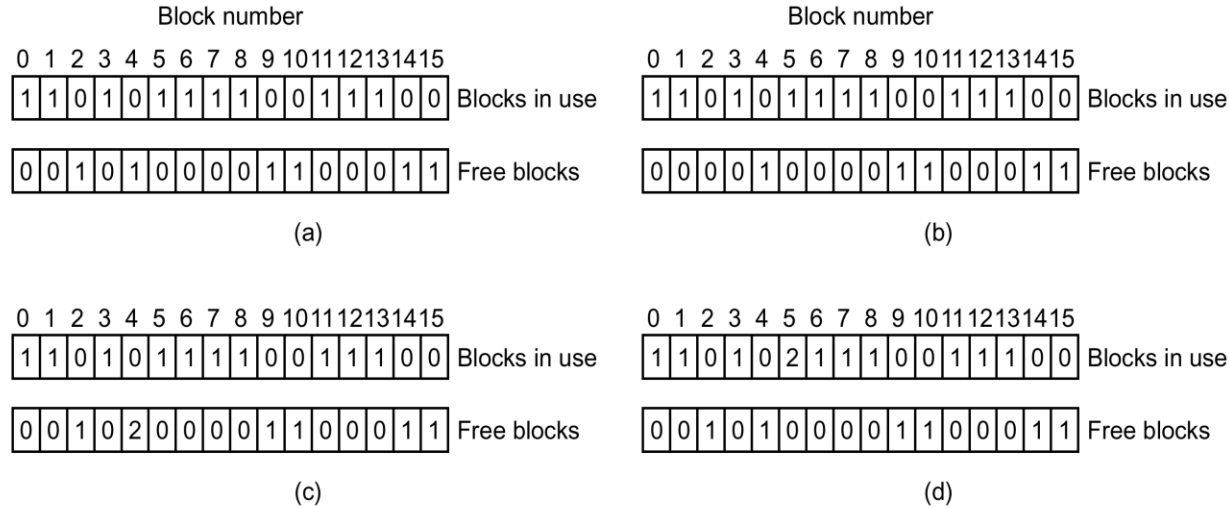 Block number
0 1 2 3 4 5 6 7 8 9 10 11 12 13 14 15
1 1 0 1 0 1 1 1 1 0 0 1 1 1 0 0 Blocks in use
0 0 1 0 1 0 0 0 0 1 1 0 0 0 1 1 Free blocks
(a)
Block number
0 1 2 3 4 5 6 7 8 9 10 11 12 13 14 15
1 1 0 1 0 1 1 1 1 0 0 1 1 1 0 0 Blocks in use
0 0 0 0 1 0 0 0 0 1 1 0 0 0 1 1 Free blocks
(b)
0 1 2 3 4 5 6 7 8 9 10 11 12 13 14 15
1 1 0 1 0 1 1 1 1 0 0 1 1 1 0 0 Blocks in use
0 0 1 0 2 0 0 0 0 1 1 0 0 0 1 1 Free blocks
(c)
0 1 2 3 4 5 6 7 8 9 10 11 12 13 14 15
1 1 0 1 0 2 1 1 1 0 0 1 1 1 0 0 Blocks in use
0 0 1 0 1 0 0 0 0 1 1 0 0 0 1 1 Free blocks
(d)